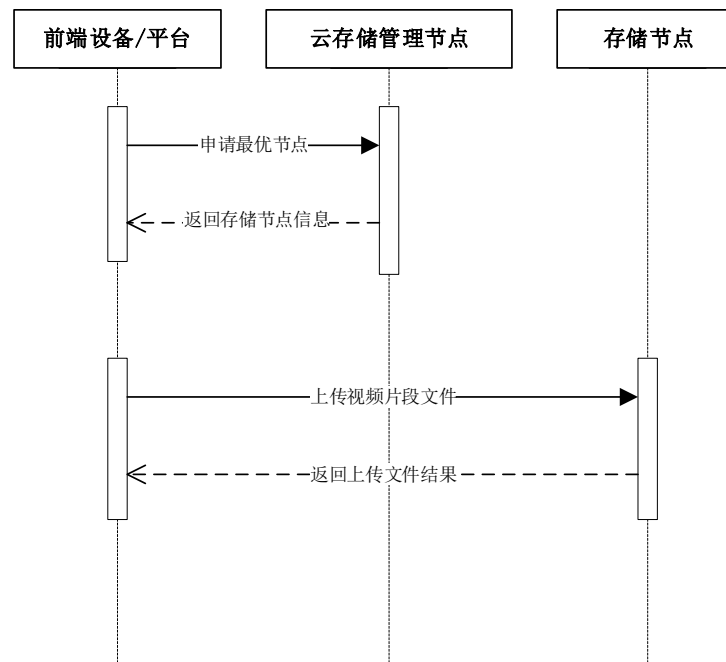 前端设备/平台
云存储管理节点
存储节点
申请最优节点
返回存储节点信息
上传视频片段文件
返回上传文件结果